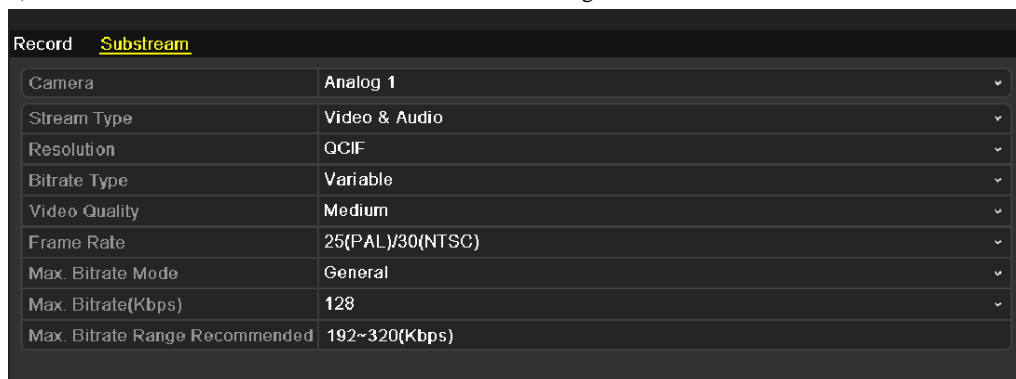 Record Substream
Camera Analog 1
Stream Type Video & Audio
Resolution QCIF
Bitrate Type Variable
Video Quality Medium
Frame Rate 25(PAL)/30(NTSC)
Max. Bitrate Mode General
Max. Bitrate(Kbps) 128
Max. Bitrate Range Recommended 192~320(Kbps)